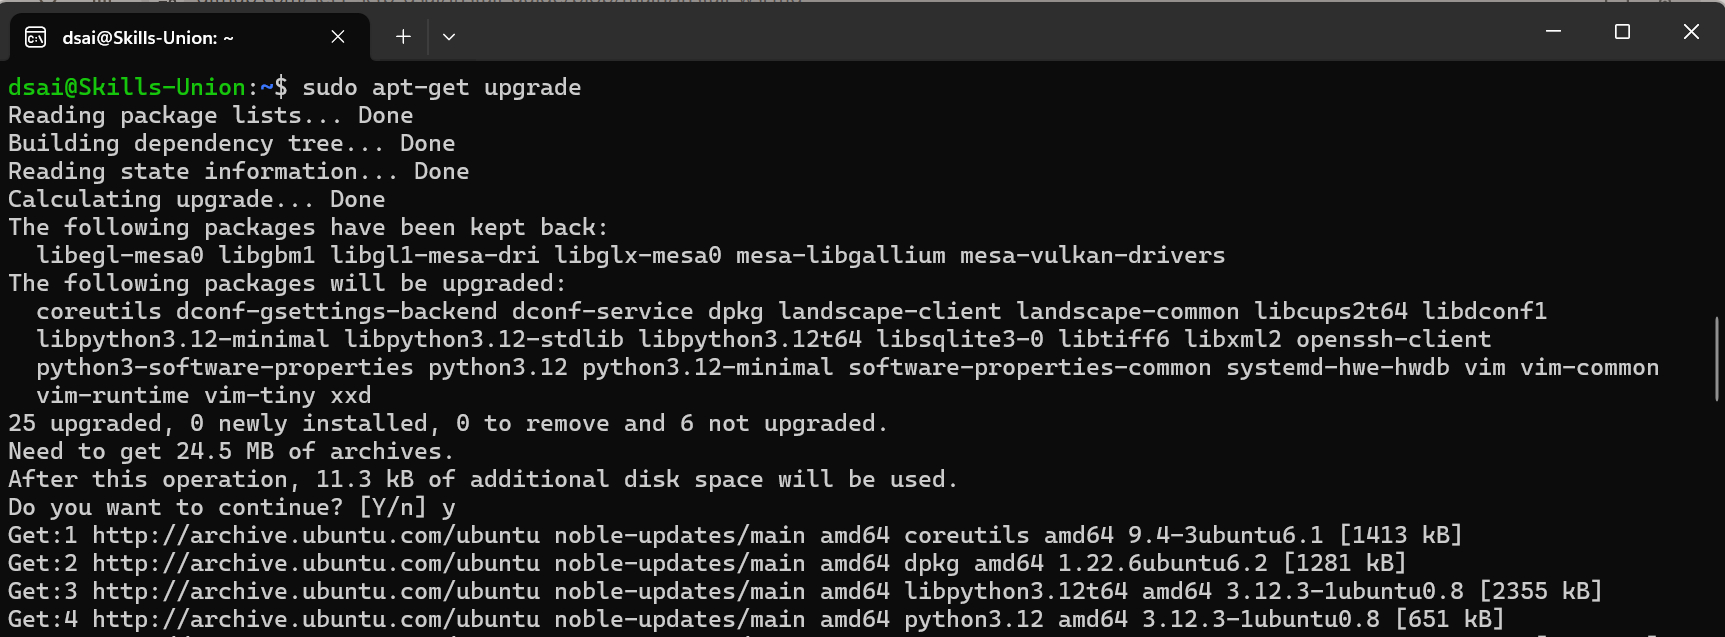 dsai@Skills-Union: ~
dsai@Skills-Union:~$ sudo apt-get upgrade
Reading package lists... Done
Building dependency tree... Done
Reading state information... Done
Calculating upgrade... Done
The following packages have been kept back:
  libegl-mesa0 libgbm1 libgl1-mesa-dri libglx-mesa0 mesa-libgallium mesa-vulkan-drivers
The following packages will be upgraded:
  coreutils dconf-gsettings-backend dconf-service dpkg landscape-client landscape-common libcups2t64 libdconf1
  libpython3.12-minimal libpython3.12-stdlib libpython3.12t64 libsqlite3-0 libtiff6 libxml2 openssh-client
  python3-software-properties python3.12 python3.12-minimal software-properties-common systemd-hwe-hwdb vim vim-common
  vim-runtime vim-tiny xxd
25 upgraded, 0 newly installed, 0 to remove and 6 not upgraded.
Need to get 24.5 MB of archives.
After this operation, 11.3 kB of additional disk space will be used.
Do you want to continue? [Y/n] y
Get:1 http://archive.ubuntu.com/ubuntu noble-updates/main amd64 coreutils amd64 9.4-3ubuntu6.1 [1413 kB]
Get:2 http://archive.ubuntu.com/ubuntu noble-updates/main amd64 dpkg amd64 1.22.6ubuntu6.2 [1281 kB]
Get:3 http://archive.ubuntu.com/ubuntu noble-updates/main amd64 libpython3.12t64 amd64 3.12.3-1ubuntu0.8 [2355 kB]
Get:4 http://archive.ubuntu.com/ubuntu noble-updates/main amd64 python3.12 amd64 3.12.3-1ubuntu0.8 [651 kB]